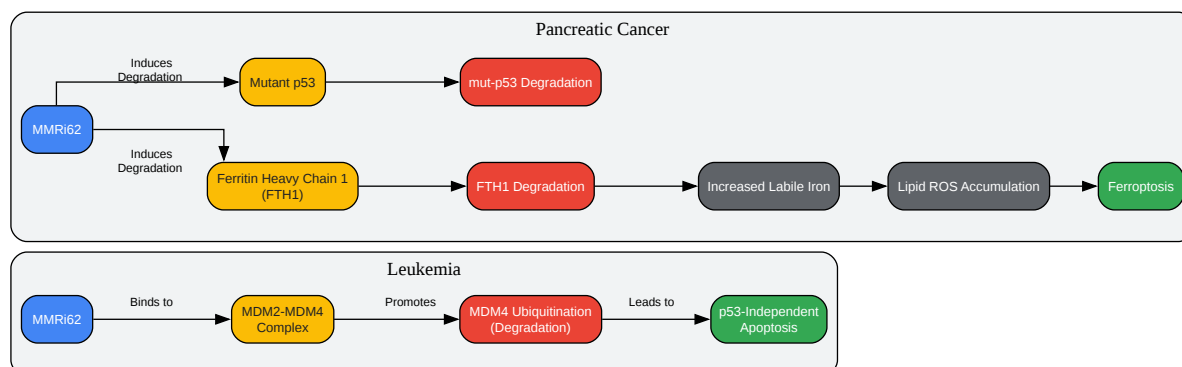 Pancreatic Cancer
Induces
Degradation
Mutant p53
mut-p53 Degradation
MMRi62
Induces
Degradation
Ferritin Heavy Chain 1
(FTH1)
FTH1 Degradation
Increased Labile Iron
Lipid ROS Accumulation
Ferroptosis
Leukemia
MMRi62
Binds to
MDM2-MDM4
Complex
Promotes
MDM4 Ubiquitination
(Degradation)
Leads to
p53-Independent
Apoptosis